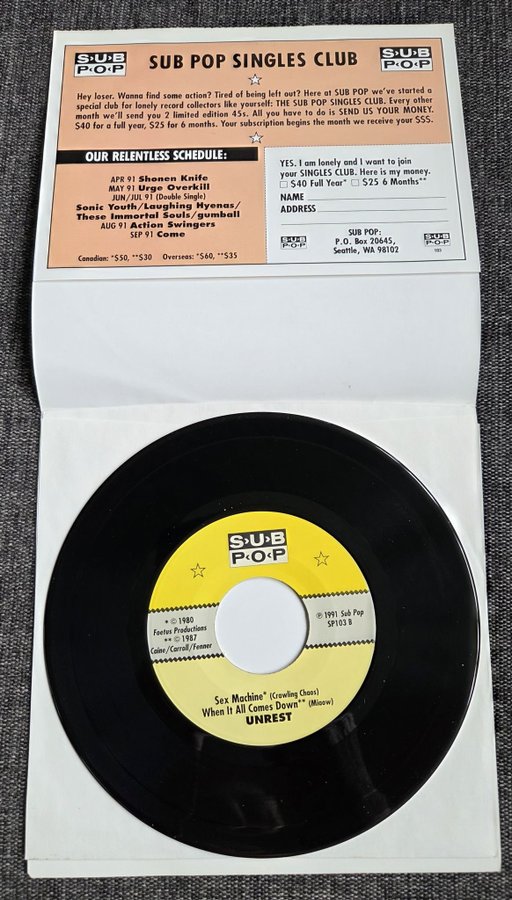 SUB POP
SUB POP SINGLES CLUB
SUB POP
Hey loser. Wanna find some action? Tired of being left out? Here at SUB POP we've started a
special club for lonely record collectors like yourself: THE SUB POP SINGLES CLUB. Every other
month we'll send you 2 limited edition 45s. All you have to do is SEND US YOUR MONEY.
$40 for a full year, $25 for 6 months. Your subscription begins the month we receive your $$$.
OUR RELENTLESS SCHEDULE:
APR 91 Shonen Knife
MAY 91 Urge Overkill
JUN/JUL 91 (Double Single)
Sonic Youth/Laughing Hyenas/
These Immortal Souls/gumball
AUG 91 Action Swingers
SEP 91 Come
Canadian: *$50, **$30 Overseas: *$60, **$35
YES. I am lonely and I want to join
your SINGLES CLUB. Here is my money.
$40 Full Year* $25 6 Months**
NAME
ADDRESS
SUB POP
SUB POP:
P.O. Box 20645,
Seattle, WA 98102
SUB POP
SUB
POP
* © 1980
Foetus Productions
** © 1987
Caine/Carroll/Fenner
℗ 1991 Sub Pop
SP103 B
Sex Machine* (Crawling Chaos)
When It All Comes Down** (Miaow)
UNREST